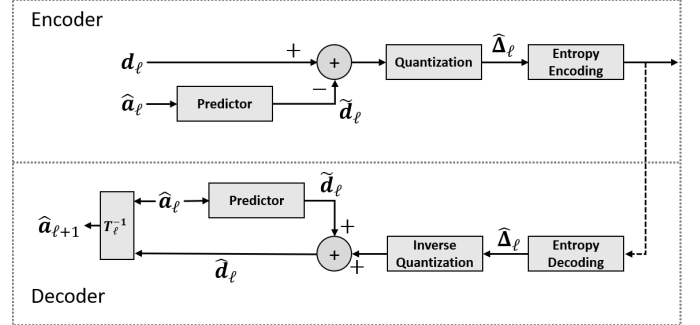 Encoder
d_ℓ
+
+
Quantization
Δ̂_ℓ
Entropy
Encoding
−
â_ℓ
Predictor
d̃_ℓ
d̃_ℓ
â_ℓ
Predictor
+
â_{ℓ+1}
T_ℓ^{-1}
+
+
Inverse
Quantization
Δ̂_ℓ
Entropy
Decoding
d̂_ℓ
Decoder